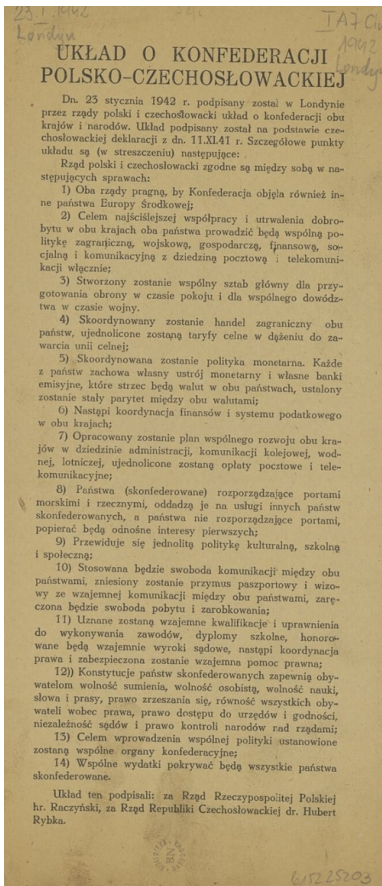 23.I.1942
Londyn
I A7 
1942
UKŁAD O KONFEDERACJI
POLSKO-CZECHOSŁOWACKIEJ
Dn. 23 stycznia 1942 r. podpisany został w Londynie
przez rządy polski i czechosłowacki układ o konfederacji obu
krajów i narodów. Układ podpisany został na podstawie cze-
chosłowackiej deklaracji z dn. 11.XI.41 r. Szczegółowe punkty
układu są (w streszczeniu) następujące:
Rząd polski i czechosłowacki zgodne są między sobą w na-
stępujących sprawach:
1) Oba rządy pragną, by Konfederacja objęła również in-
ne państwa Europy Środkowej;
2) Celem najściślejszej współpracy i utrwalenia dobro-
bytu w obu krajach oba państwa prowadzić będą wspólną po-
litykę zagraniczną, wojskową, gospodarczą, finansową, so-
cjalną i komunikacyjną z dziedziną pocztową i telekomuni-
kacji włącznie;
3) Stworzony zostanie wspólny sztab główny dla przy-
gotowania obrony w czasie pokoju i dla wspólnego dowódz-
twa w czasie wojny.
4) Skoordynowany zostanie handel zagraniczny obu
państw, ujednolicone zostaną taryfy celne w dążeniu do za-
warcia unii celnej;
5) Skoordynowana zostanie polityka monetarna. Każde
z państw zachowa własny ustrój monetarny i własne banki
emisyjne, które strzec będą walut w obu państwach, ustalony
zostanie stały parytet między obu walutami;
6) Nastąpi koordynacja finansów i systemu podatkowego
w obu krajach;
7) Opracowany zostanie plan wspólnego rozwoju obu kra-
jów w dziedzinie administracji, komunikacji kolejowej, wod-
nej, lotniczej, ujednolicone zostaną opłaty pocztowe i tele-
komunikacyjne;
8) Państwa (skonfederowane) rozporządzające portami
morskimi i rzecznymi, oddadzą je na usługi innych państw
skonfederowanych, a państwa nie rozporządzające portami,
popierać będą odnośne interesy pierwszych;
9) Przewiduje się jednolitą politykę kulturalną, szkolną
i społeczną;
10) Stosowana będzie swoboda komunikacji między obu
państwami, zniesiony zostanie przymus paszportowy i wizo-
wy ze wzajemnej komunikacji między obu państwami, zarę-
czona będzie swoboda pobytu i zarobkowania;
11) Uznane zostaną wzajemne kwalifikacje i uprawnienia
do wykonywania zawodów, dyplomy szkolne, honoro-
wane będą wzajemnie wyroki sądowe, nastąpi koordynacja
prawa i zabezpieczona zostanie wzajemna pomoc prawna;
12)) Konstytucje państw skonfederowanych zapewnią oby-
watelom wolność sumienia, wolność osobistą, wolność nauki,
słowa i prasy, prawo zrzeszania się, równość wszystkich oby-
wateli wobec prawa, prawo dostępu do urzędów i godności,
niezależność sądów i prawo kontroli narodów nad rządami;
13) Celem wprowadzenia wspólnej polityki ustanowione
zostaną wspólne organy konfederacyjne;
14) Wspólne wydatki pokrywać będą wszystkie państwa
skonfederowane.
Układ ten podpisali: za Rząd Rzeczypospolitej Polskiej
hr. Raczyński, za Rząd Republiki Czechosłowackiej dr. Hubert
Rybka.